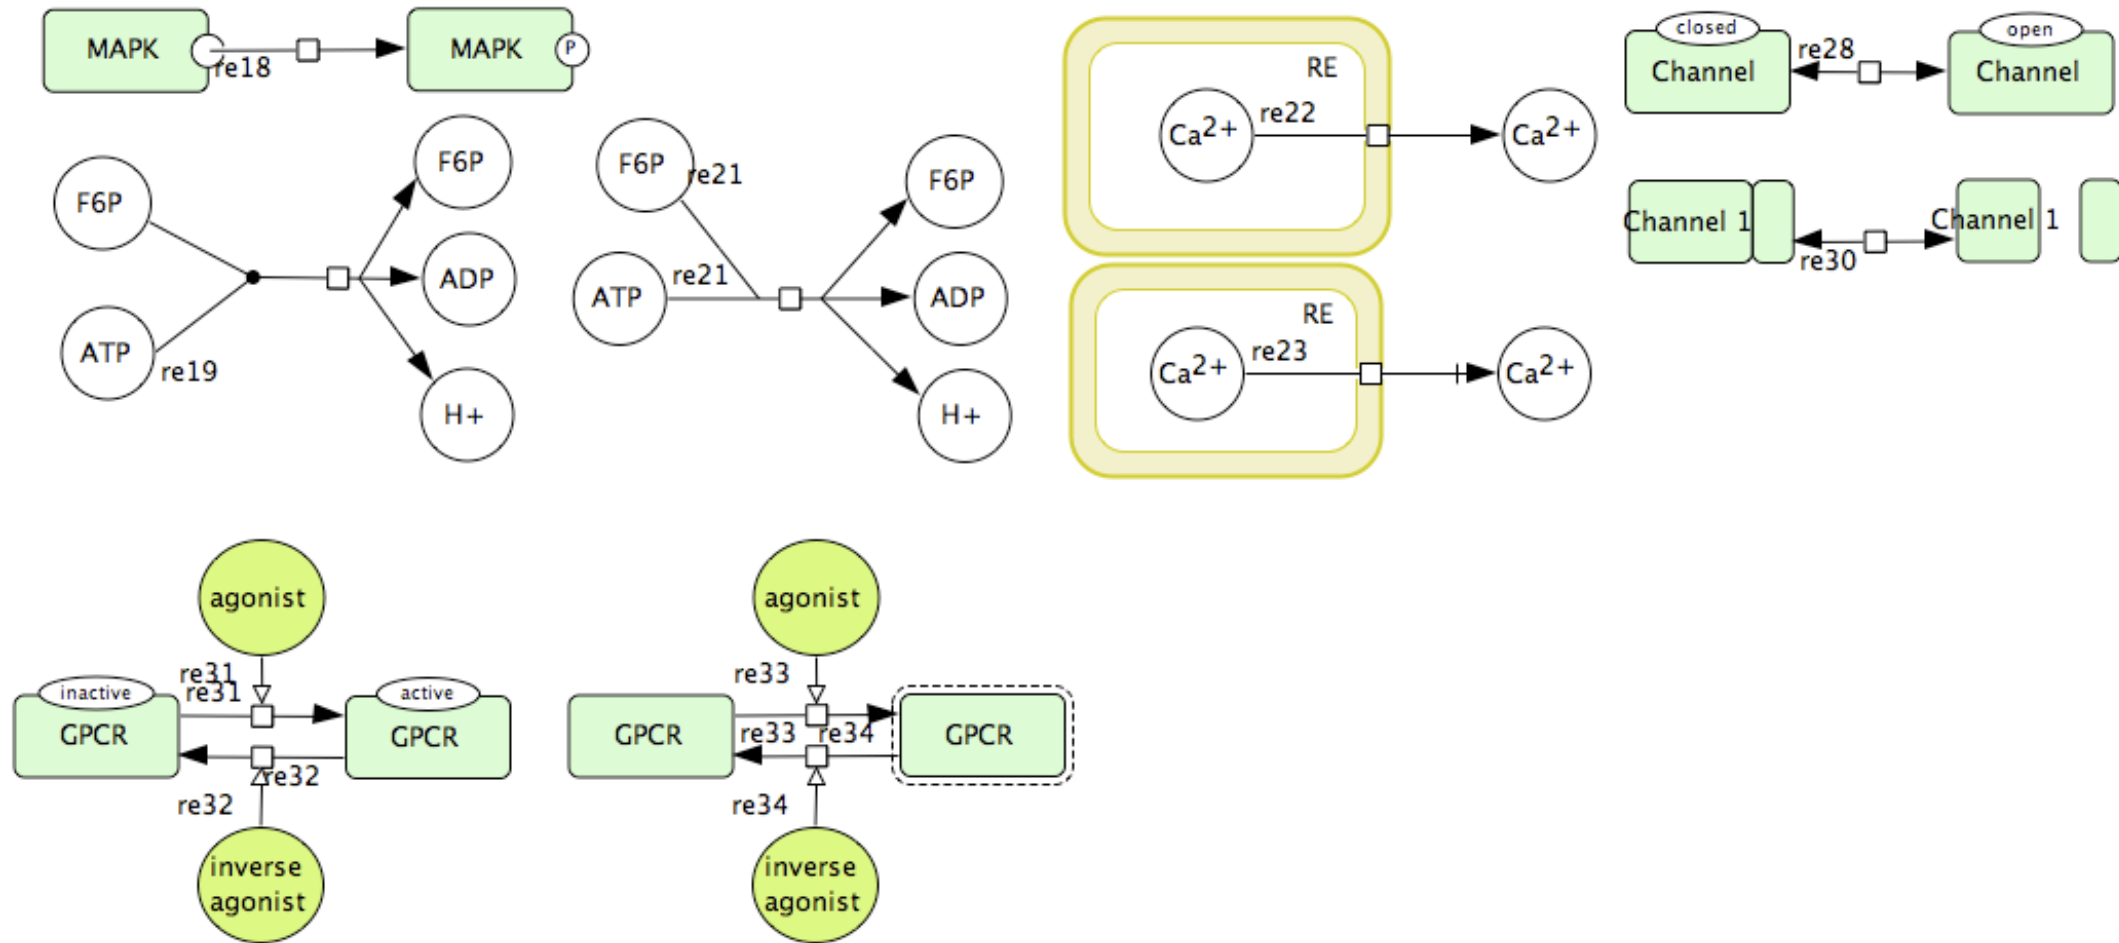 MAPK
re18
MAPK
P
F6P
ATP
re19
F6P
ADP
H+
F6P
re21
ATP
re21
F6P
ADP
H+
RE
Ca2+
re22
Ca2+
RE
Ca2+
re23
Ca2+
closed
Channel
re28
open
Channel
Channel 1
re30
Channel 1
agonist
re31
re31
inactive
GPCR
active
GPCR
re32
re32
inverse
agonist
agonist
re33
GPCR
re33
re34
GPCR
re34
inverse
agonist